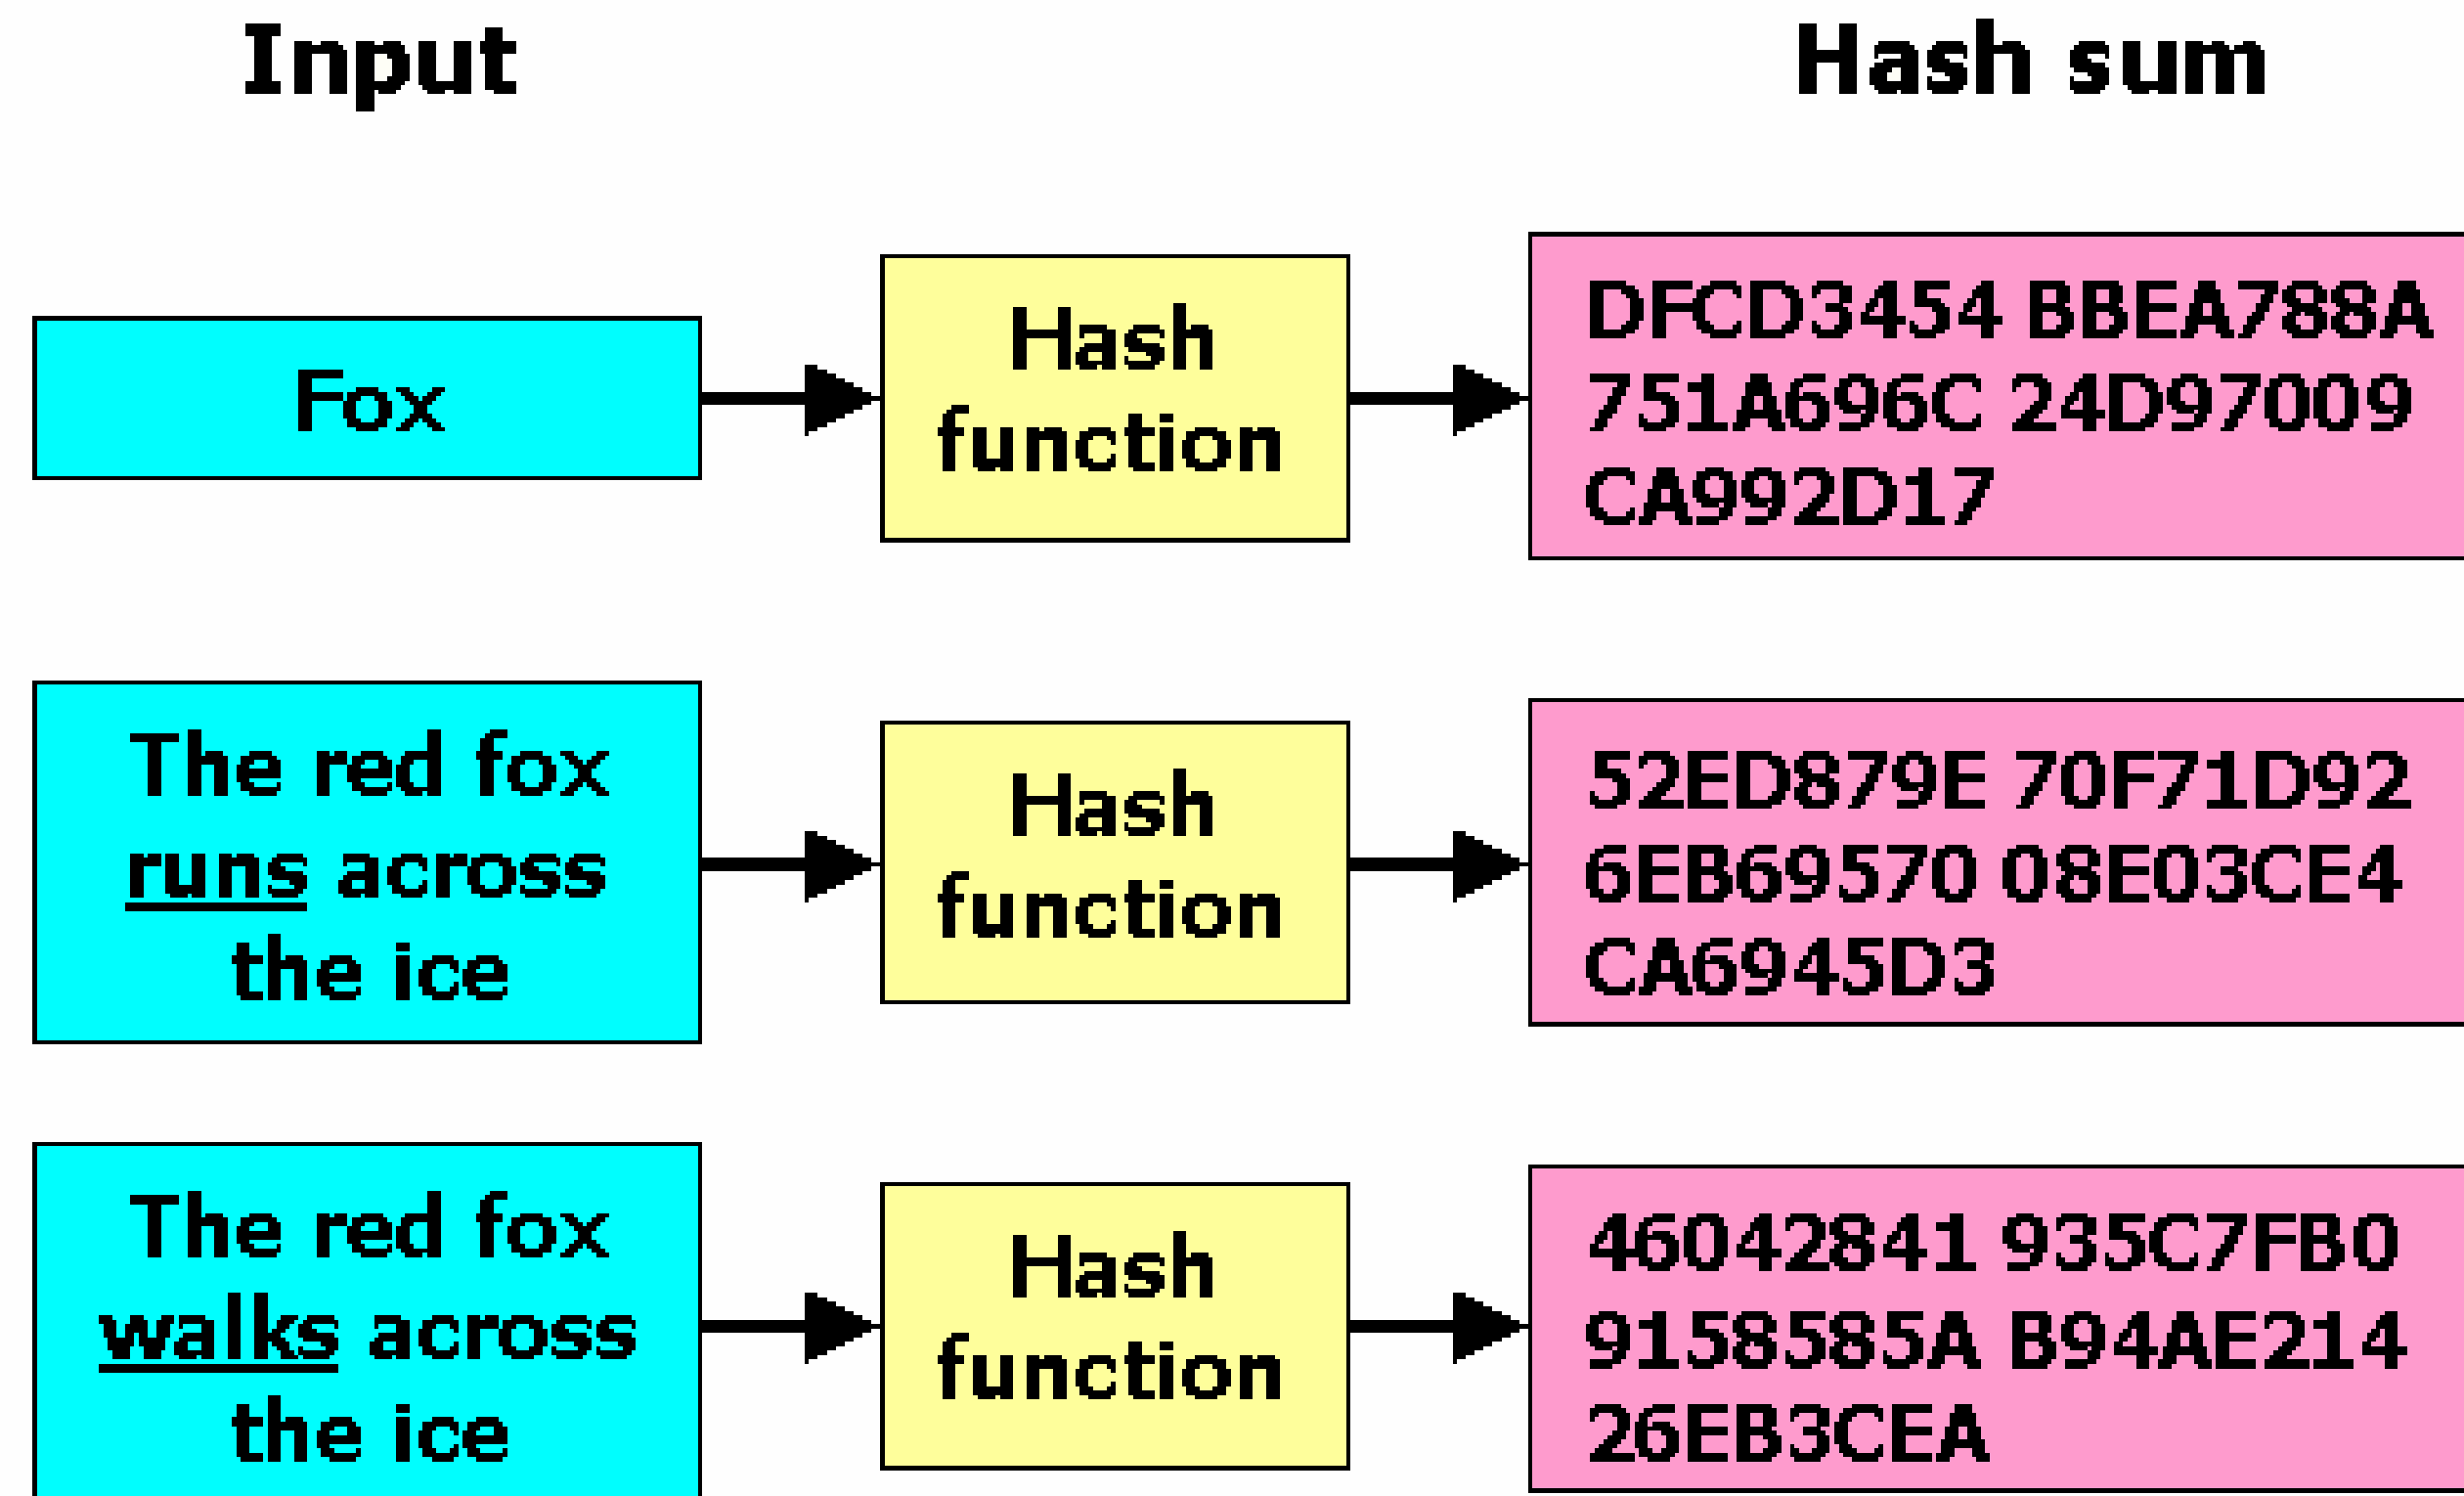 Input
Hash sum
Fox
Hash
function
DFCD3454 BBEA788A
751A696C 24D97009
CA992D17
The red fox
runs across
the ice
Hash
function
52ED879E 70F71D92
6EB69570 08E03CE4
CA6945D3
The red fox
walks across
the ice
Hash
function
46042841 935C7FB0
9158585A B94AE214
26EB3CEA